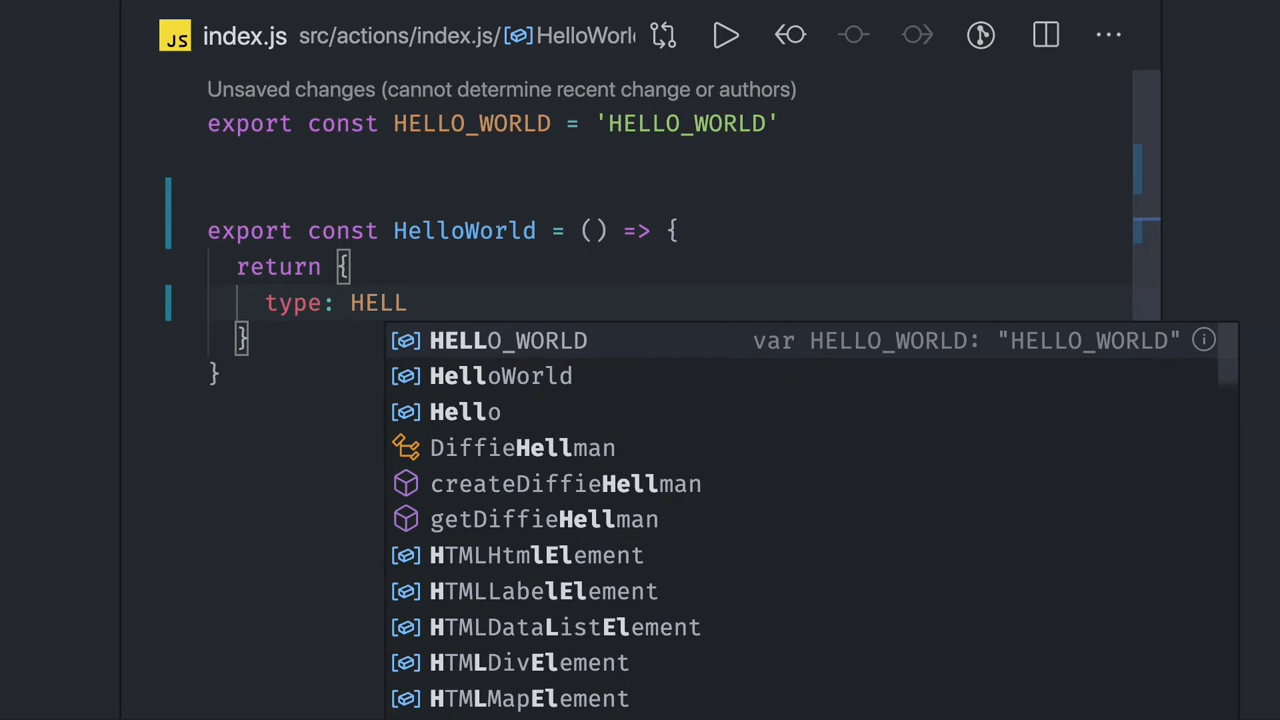 JS index.js src/actions/index.js/HelloWorl
Unsaved changes (cannot determine recent change or authors)
export const HELLO_WORLD = 'HELLO_WORLD'
export const HelloWorld = () => {
return {
type: HELL
}
}
HELLO_WORLD var HELLO_WORLD: "HELLO_WORLD"
HelloWorld
Hello
DiffieHellman
createDiffieHellman
getDiffieHellman
HTMLHtmlElement
HTMLLabelElement
HTMLDataListElement
HTMLDivElement
HTMLMapElement